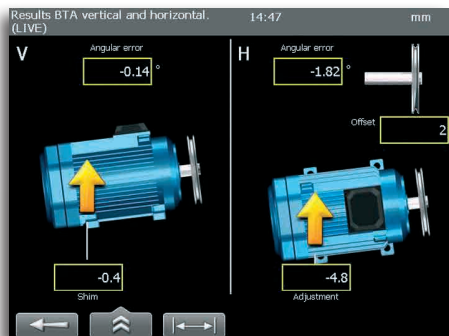 Results BTA vertical and horizontal.
(LIVE)
14:47
mm
V
Angular error
-0.14 °
H
Angular error
-1.82 °
Offset
2
-0.4
Shim
-4.8
Adjustment